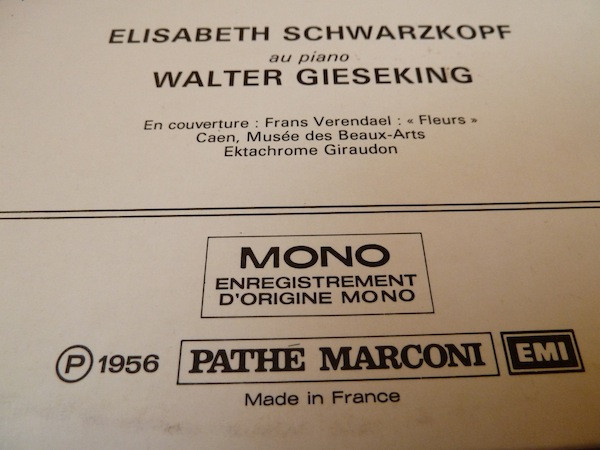 ELISABETH SCHWARZKOPF
au piano
WALTER GIESEKING
En couverture : Frans Verendael : « Fleurs »
Caen, Musée des Beaux-Arts
Ektachrome Giraudon
MONO
ENREGISTREMENT
D'ORIGINE MONO
℗ 1956 PATHÉ MARCONI EMI
Made in France